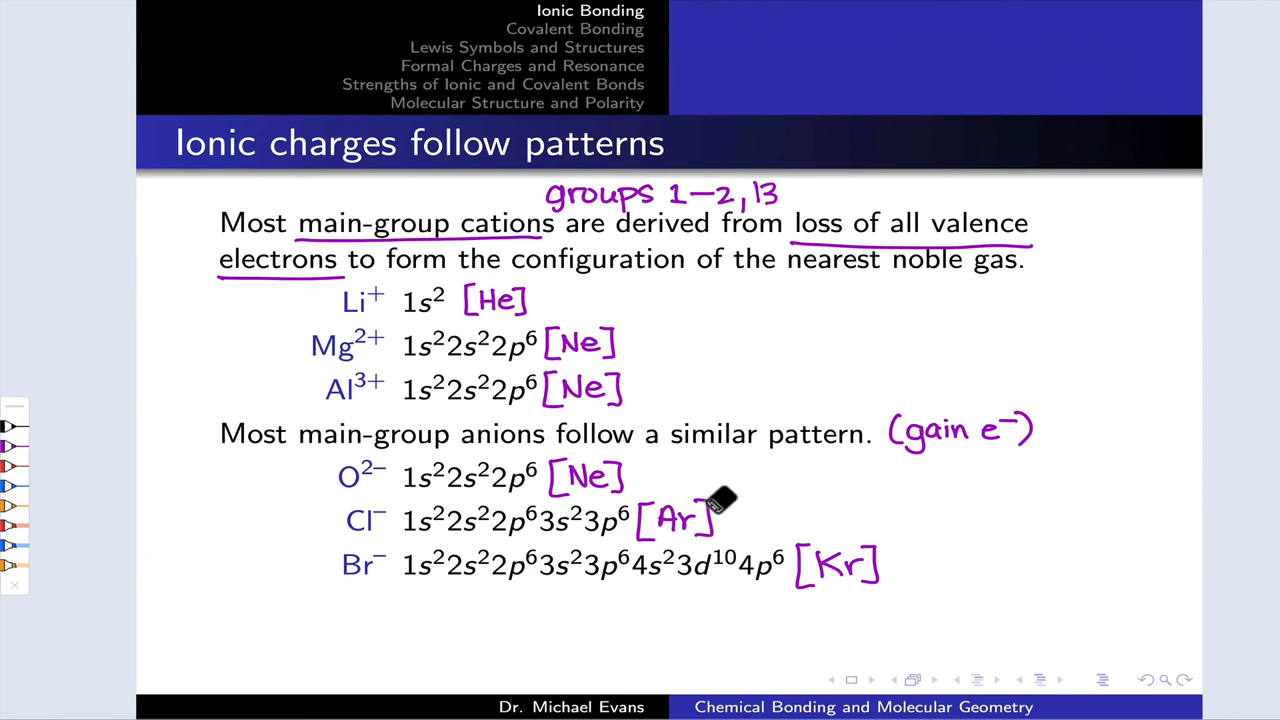 Ionic Bonding
Covalent Bonding
Lewis Symbols and Structures
Formal Charges and Resonance
Strengths of Ionic and Covalent Bonds
Molecular Structure and Polarity
Ionic charges follow patterns
groups 1–2, 13
Most main-group cations are derived from loss of all valence
electrons to form the configuration of the nearest noble gas.
Li⁺ 1s² [He]
Mg²⁺ 1s²2s²2p⁶ [Ne]
Al³⁺ 1s²2s²2p⁶ [Ne]
Most main-group anions follow a similar pattern. (gain e⁻)
O²⁻ 1s²2s²2p⁶ [Ne]
Cl⁻ 1s²2s²2p⁶3s²3p⁶ [Ar]
Br⁻ 1s²2s²2p⁶3s²3p⁶4s²3d¹⁰4p⁶ [Kr]
Dr. Michael Evans Chemical Bonding and Molecular Geometry